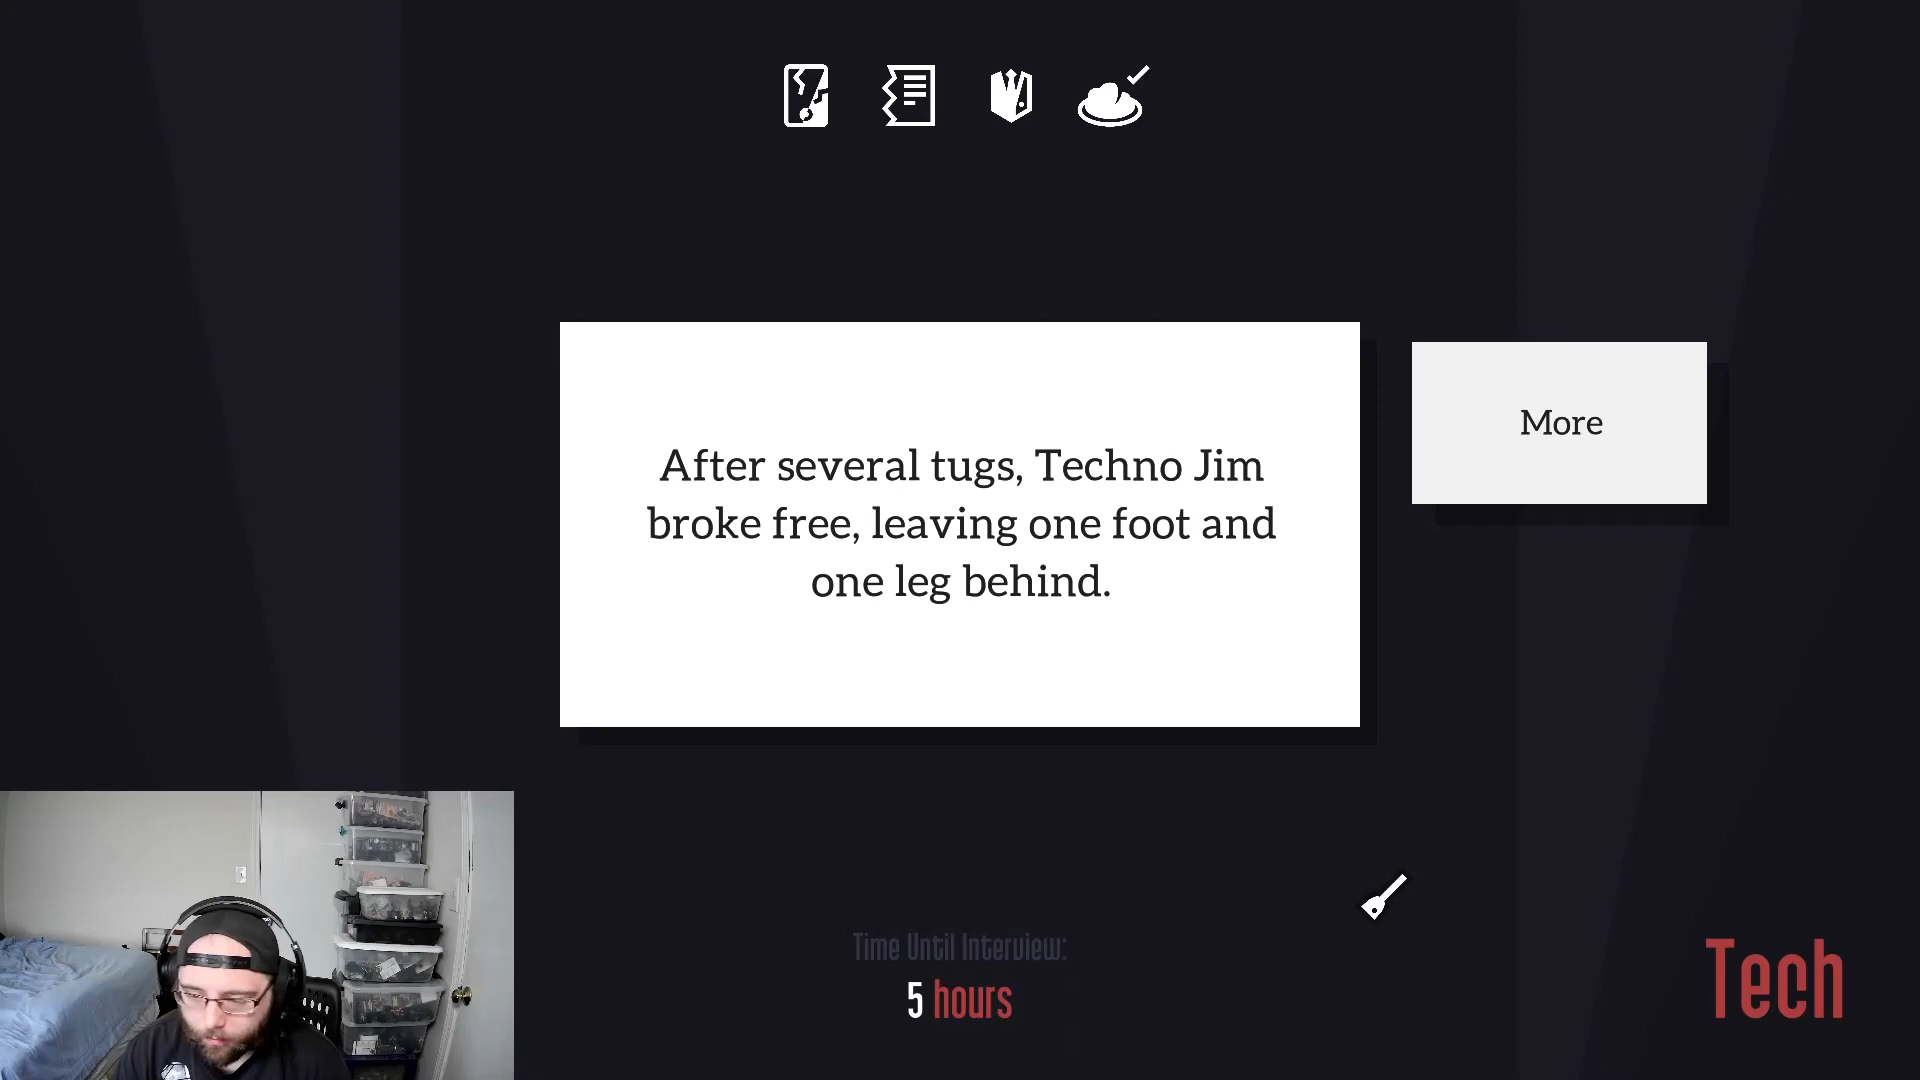 After several tugs, Techno Jim
broke free, leaving one foot and
one leg behind.
More
Time Until Interview:
5 hours
Tech